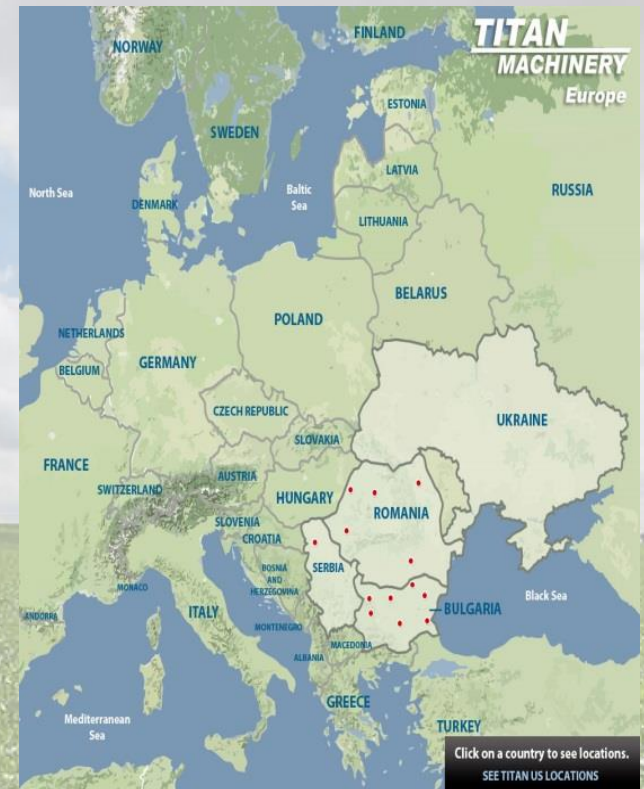 TITAN
MACHINERY
Europe
NORWAY
FINLAND
SWEDEN
ESTONIA
LATVIA
LITHUANIA
RUSSIA
North Sea
Baltic
Sea
DENMARK
BELARUS
POLAND
NETHERLANDS
GERMANY
BELGIUM
UKRAINE
CZECH REPUBLIC
SLOVAKIA
FRANCE
AUSTRIA
SWITZERLAND
HUNGARY
ROMANIA
SLOVENIA
CROATIA
SERBIA
BOSNIA
AND
HERZEGOVINA
MONACO
Black Sea
ITALY
BULGARIA
ANDORRA
MONTENEGRO
MACEDONIA
ALBANIA
GREECE
Mediterranean
Sea
TURKEY
Click on a country to see locations.
SEE TITAN US LOCATIONS